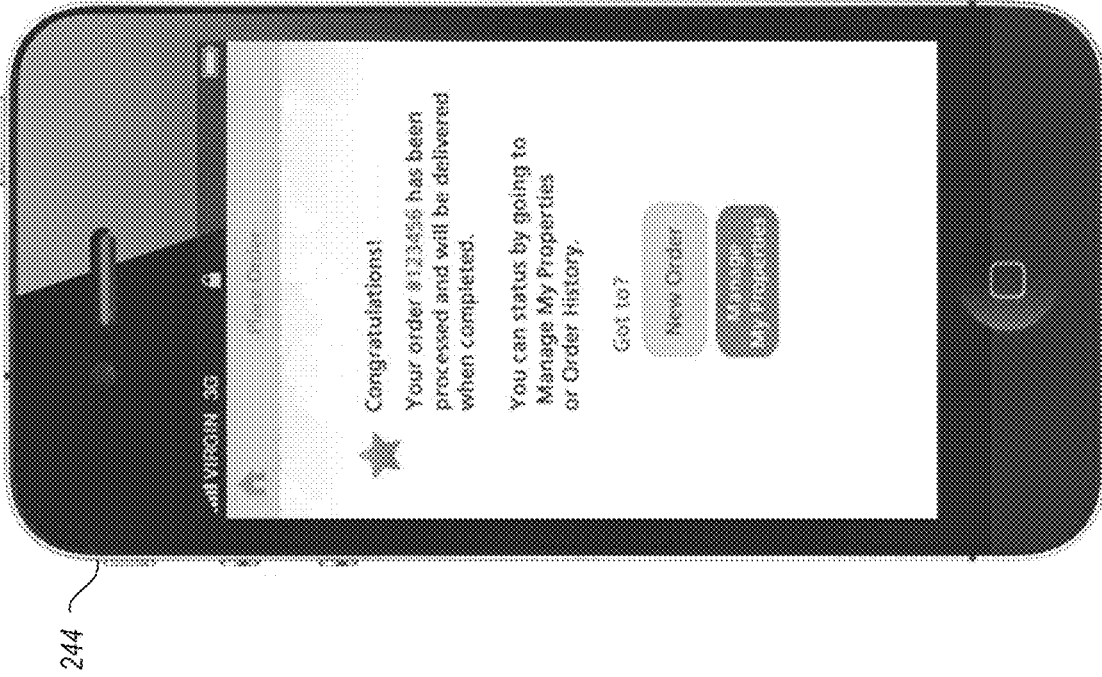 244
VIRGIN 3G
Congratulations!
Your order #123456 has been
processed and will be delivered
when completed.
You can status by going to
Manage My Properties
or Order History.
Got to?
New Order